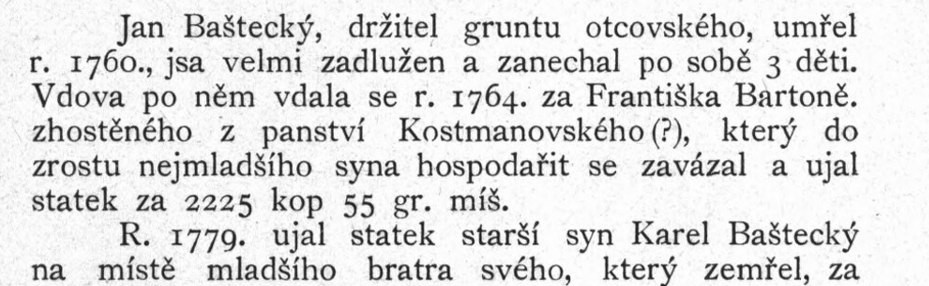 Jan Baštecký, držitel gruntu otcovského, umřel
r. 1760., jsa velmi zadlužen a zanechal po sobě 3 děti.
Vdova po něm vdala se r. 1764. za Františka Bartoně.
zhostěného z panství Kostmanovského (?), který do
zrostu nejmladšího syna hospodařit se zavázal a ujal
statek za 2225 kop 55 gr. míš.
R. 1779. ujal statek starší syn Karel Baštecký
na místě mladšího bratra svého, který zemřel, za